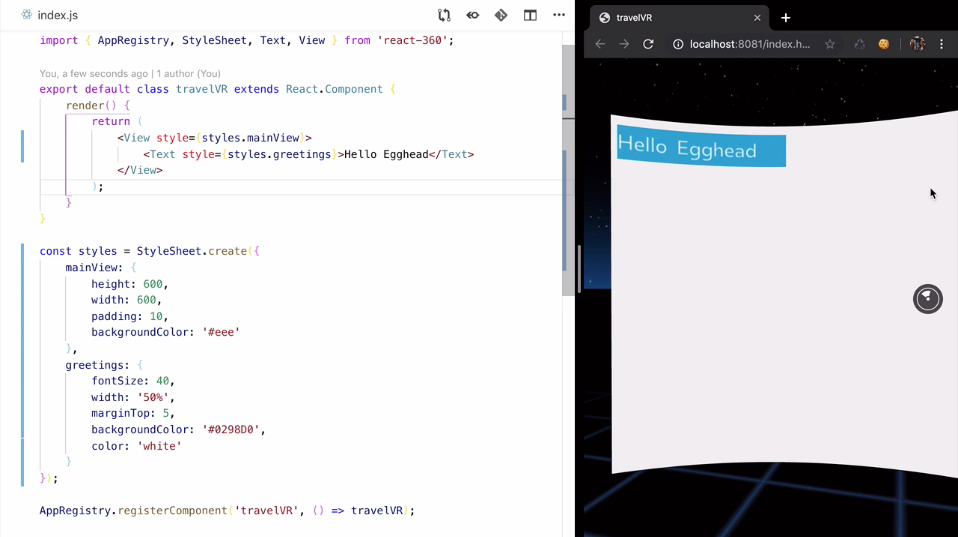 index.js
import { AppRegistry, StyleSheet, Text, View } from 'react-360';
You, a few seconds ago | 1 author (You)
export default class travelVR extends React.Component {
render() {
return (
<View style={styles.mainView}>
<Text style={styles.greetings}>Hello Egghead</Text>
</View>
);
}
}
const styles = StyleSheet.create({
mainView: {
height: 600,
width: 600,
padding: 10,
backgroundColor: '#eee'
},
greetings: {
fontSize: 40,
width: '50%',
marginTop: 5,
backgroundColor: '#0298D0',
color: 'white'
}
});
AppRegistry.registerComponent('travelVR', () => travelVR);
travelVR
localhost:8081/index.h...
Hello Egghead